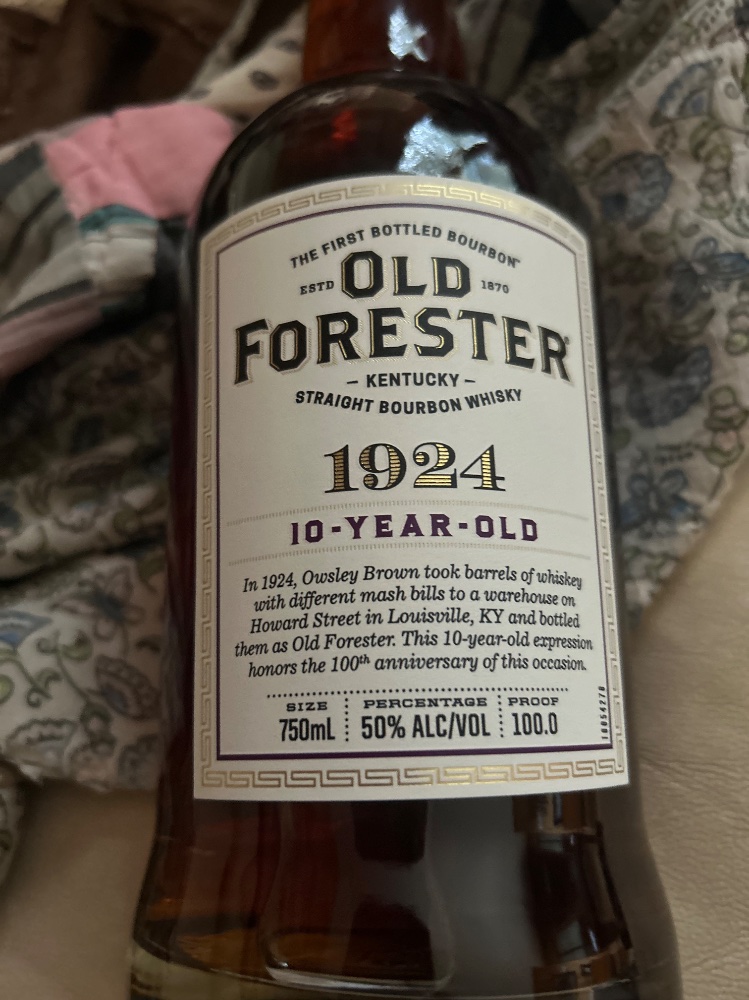 THE FIRST BOTTLED BOURBON™
ESTD OLD 1870
FORESTER®
– KENTUCKY –
STRAIGHT BOURBON WHISKY
1924
10-YEAR-OLD
In 1924, Owsley Brown took barrels of whiskey
with different mash bills to a warehouse on
Howard Street in Louisville, KY and bottled
them as Old Forester. This 10-year-old expression
honors the 100th anniversary of this occasion.
SIZE PERCENTAGE PROOF
750mL 50% ALC/VOL 100.0